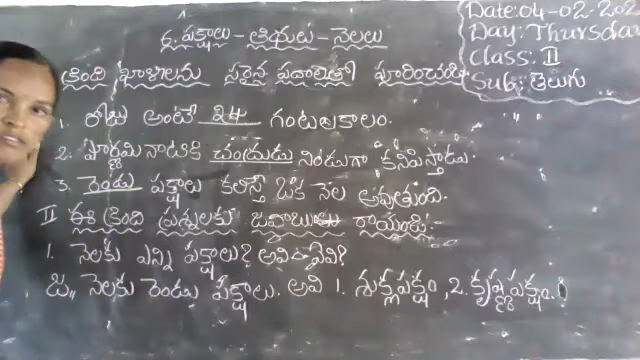 Date:04-02-202
Day: Thursday
Class: II
Sub: తెలుగు
6. పక్షాలు - తిథులు - నెలలు
క్రింది ఖాళీలను సరైన పదాలతో పూరించండి
1. రోజు అంటే 24 గంటలకాలం.
2. పౌర్ణమి నాటికి చంద్రుడు నిండుగా కనిపిస్తాడు.
3. రెండు పక్షాలు కలిస్తే ఒక నెల అవుతుంది.
II ఈ క్రింది ప్రశ్నలకు జవాబులు రాయండి:-
1. నెలకు ఎన్ని పక్షాలు? అవి ఏవి?
జ,, నెలకు రెండు పక్షాలు. అవి 1. శుక్లపక్షం, 2. కృష్ణపక్షం.